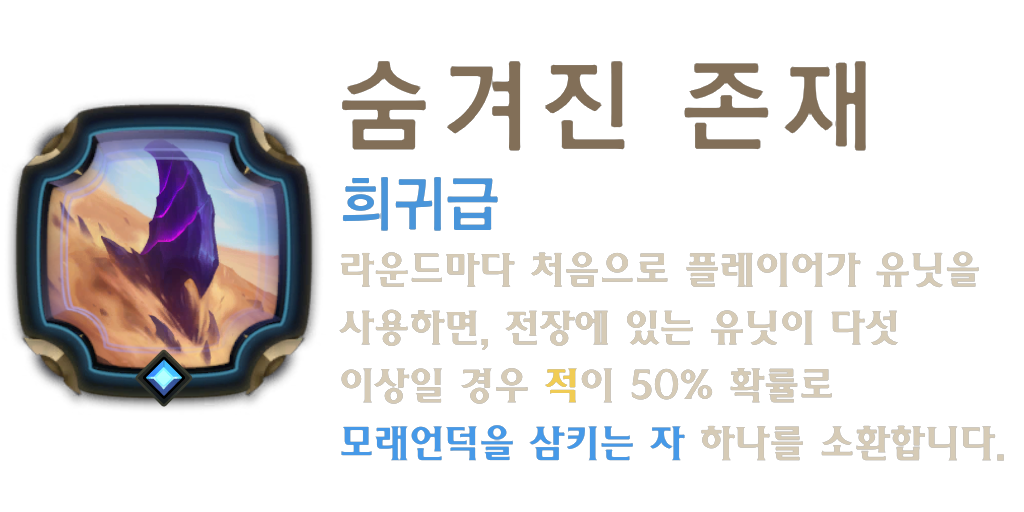 숨겨진 존재
희귀급
라운드마다 처음으로 플레이어가 유닛을
사용하면, 전장에 있는 유닛이 다섯
이상일 경우 적이 50% 확률로
모래언덕을 삼키는 자 하나를 소환합니다.